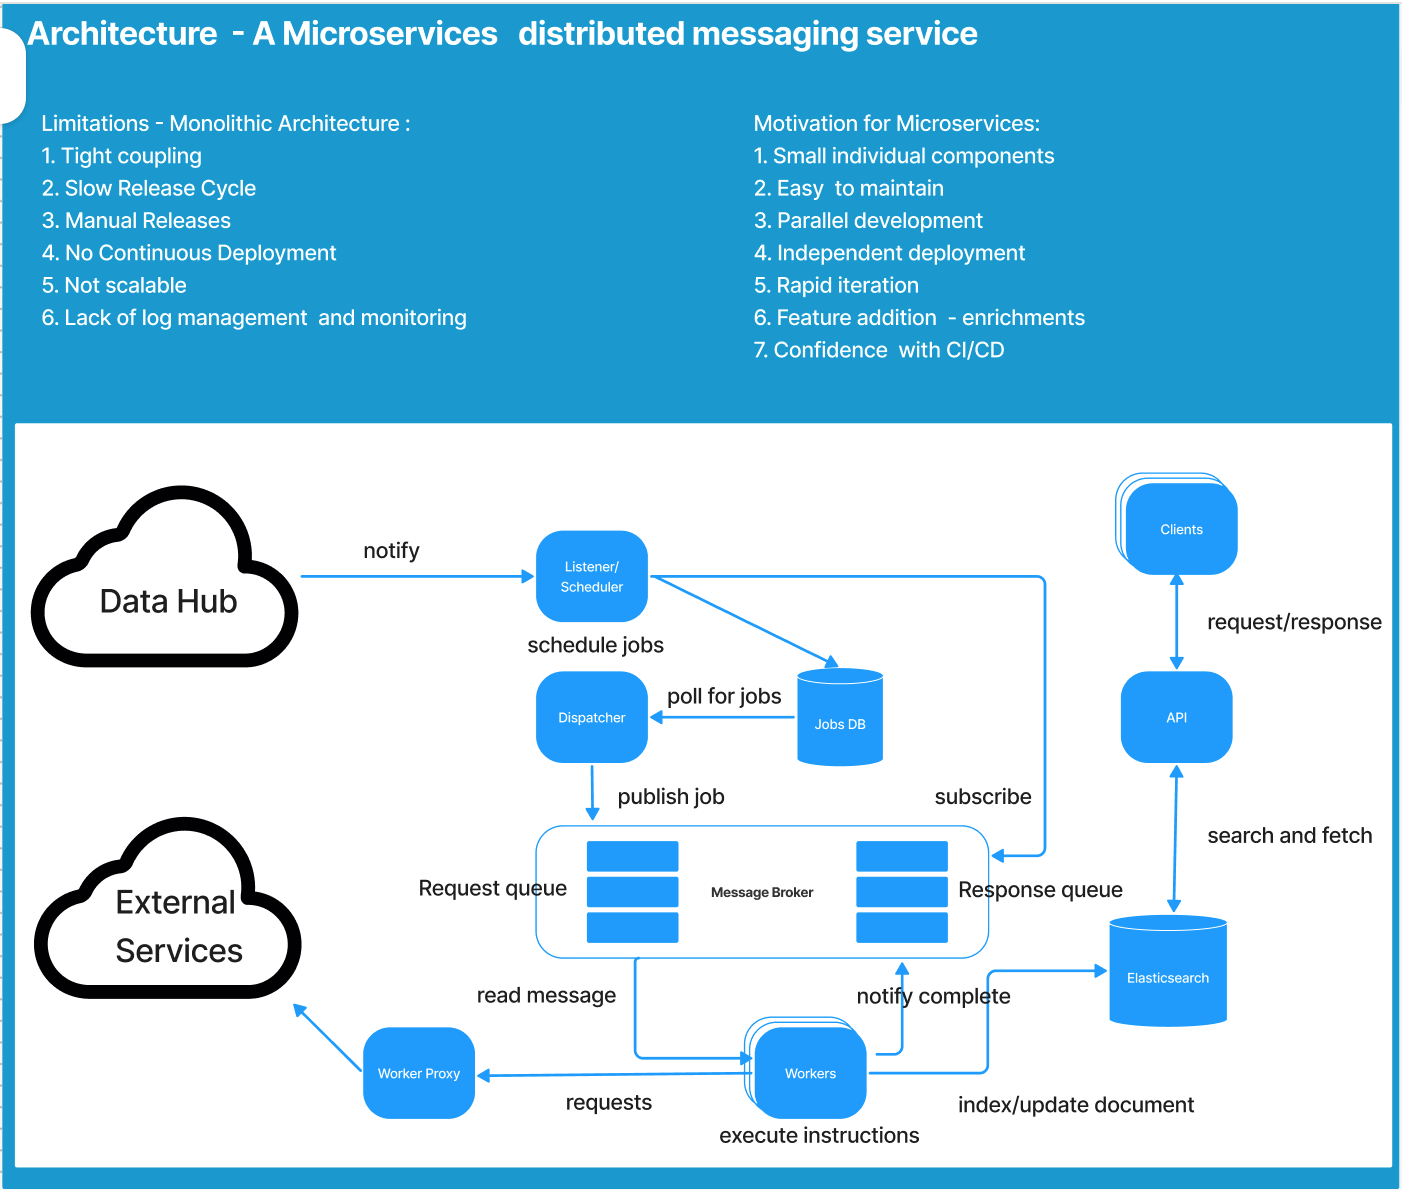 Architecture - A Microservices distributed messaging service
Limitations - Monolithic Architecture :
1. Tight coupling
2. Slow Release Cycle
3. Manual Releases
4. No Continuous Deployment
5. Not scalable
6. Lack of log management and monitoring
Motivation for Microservices:
1. Small individual components
2. Easy to maintain
3. Parallel development
4. Independent deployment
5. Rapid iteration
6. Feature addition - enrichments
7. Confidence with CI/CD
Data Hub
notify
Listener/
Scheduler
schedule jobs
Clients
request/response
Dispatcher
poll for jobs
Jobs DB
API
publish job
subscribe
search and fetch
External
Services
Request queue
Message Broker
Response queue
Elasticsearch
read message
notify complete
Worker Proxy
requests
Workers
execute instructions
index/update document